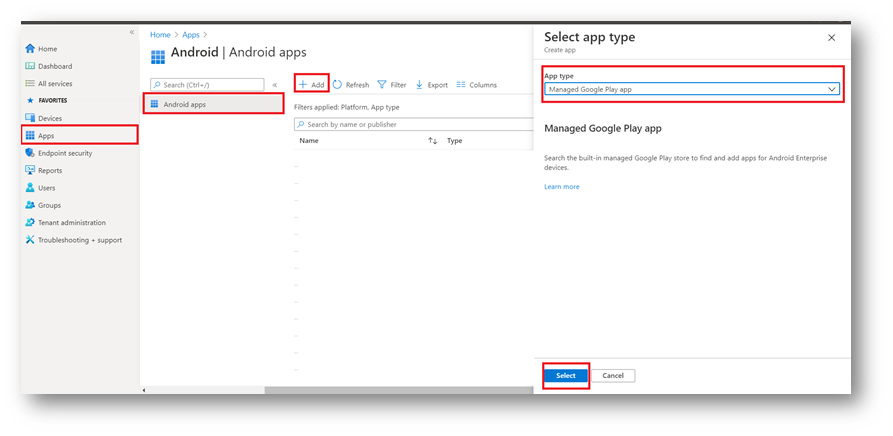 «
Home
Dashboard
All services
FAVORITES
Devices
Apps
Endpoint security
Reports
Users
Groups
Tenant administration
Troubleshooting + support
Home > Apps >
Android | Android apps
Search (Ctrl+/)
«
Android apps
+ Add
Refresh
Filter
Export
Columns
Filters applied: Platform, App type
Search by name or publisher
Name ↑↓ Type
...
...
...
...
...
...
...
...
...
...
...
...
...
Select app type
Create app
App type
Managed Google Play app
Managed Google Play app
Search the built-in managed Google Play store to find and add apps for Android Enterprise
devices.
Learn more
Select
Cancel